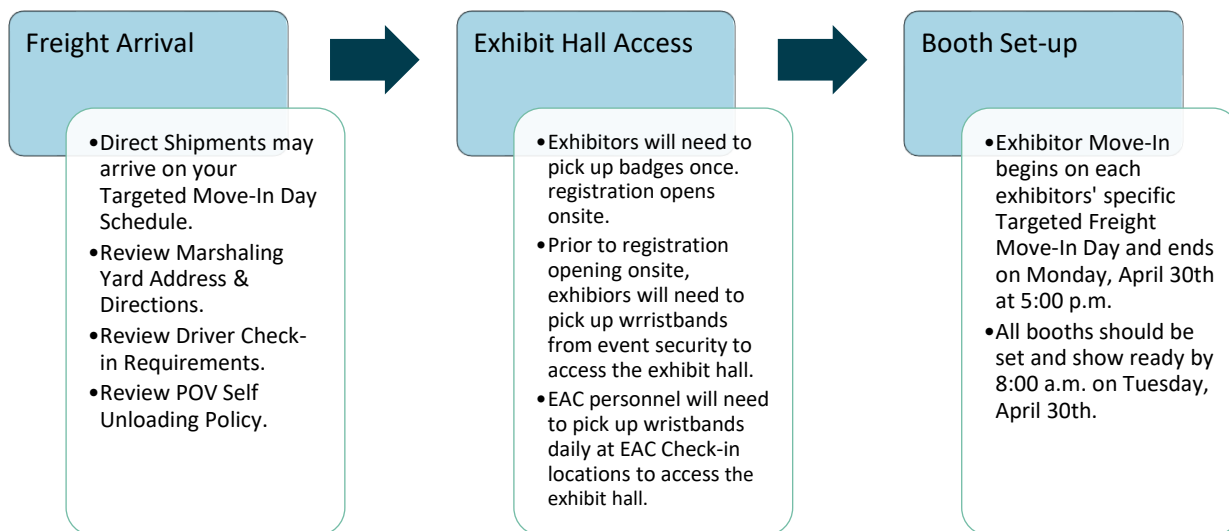 Freight Arrival
•Direct Shipments may
arrive on your
Targeted Move-In Day
Schedule.
•Review Marshaling
Yard Address &
Directions.
•Review Driver Check-
in Requirements.
•Review POV Self
Unloading Policy.
Exhibit Hall Access
•Exhibitors will need to
pick up badges once.
registration opens
onsite.
•Prior to registration
opening onsite,
exhibiors will need to
pick up wrristbands
from event security to
access the exhibit hall.
•EAC personnel will need
to pick up wristbands
daily at EAC Check-in
locations to access the
exhibit hall.
Booth Set-up
•Exhibitor Move-In
begins on each
exhibitors' specific
Targeted Freight
Move-In Day and ends
on Monday, April 30th
at 5:00 p.m.
•All booths should be
set and show ready by
8:00 a.m. on Tuesday,
April 30th.